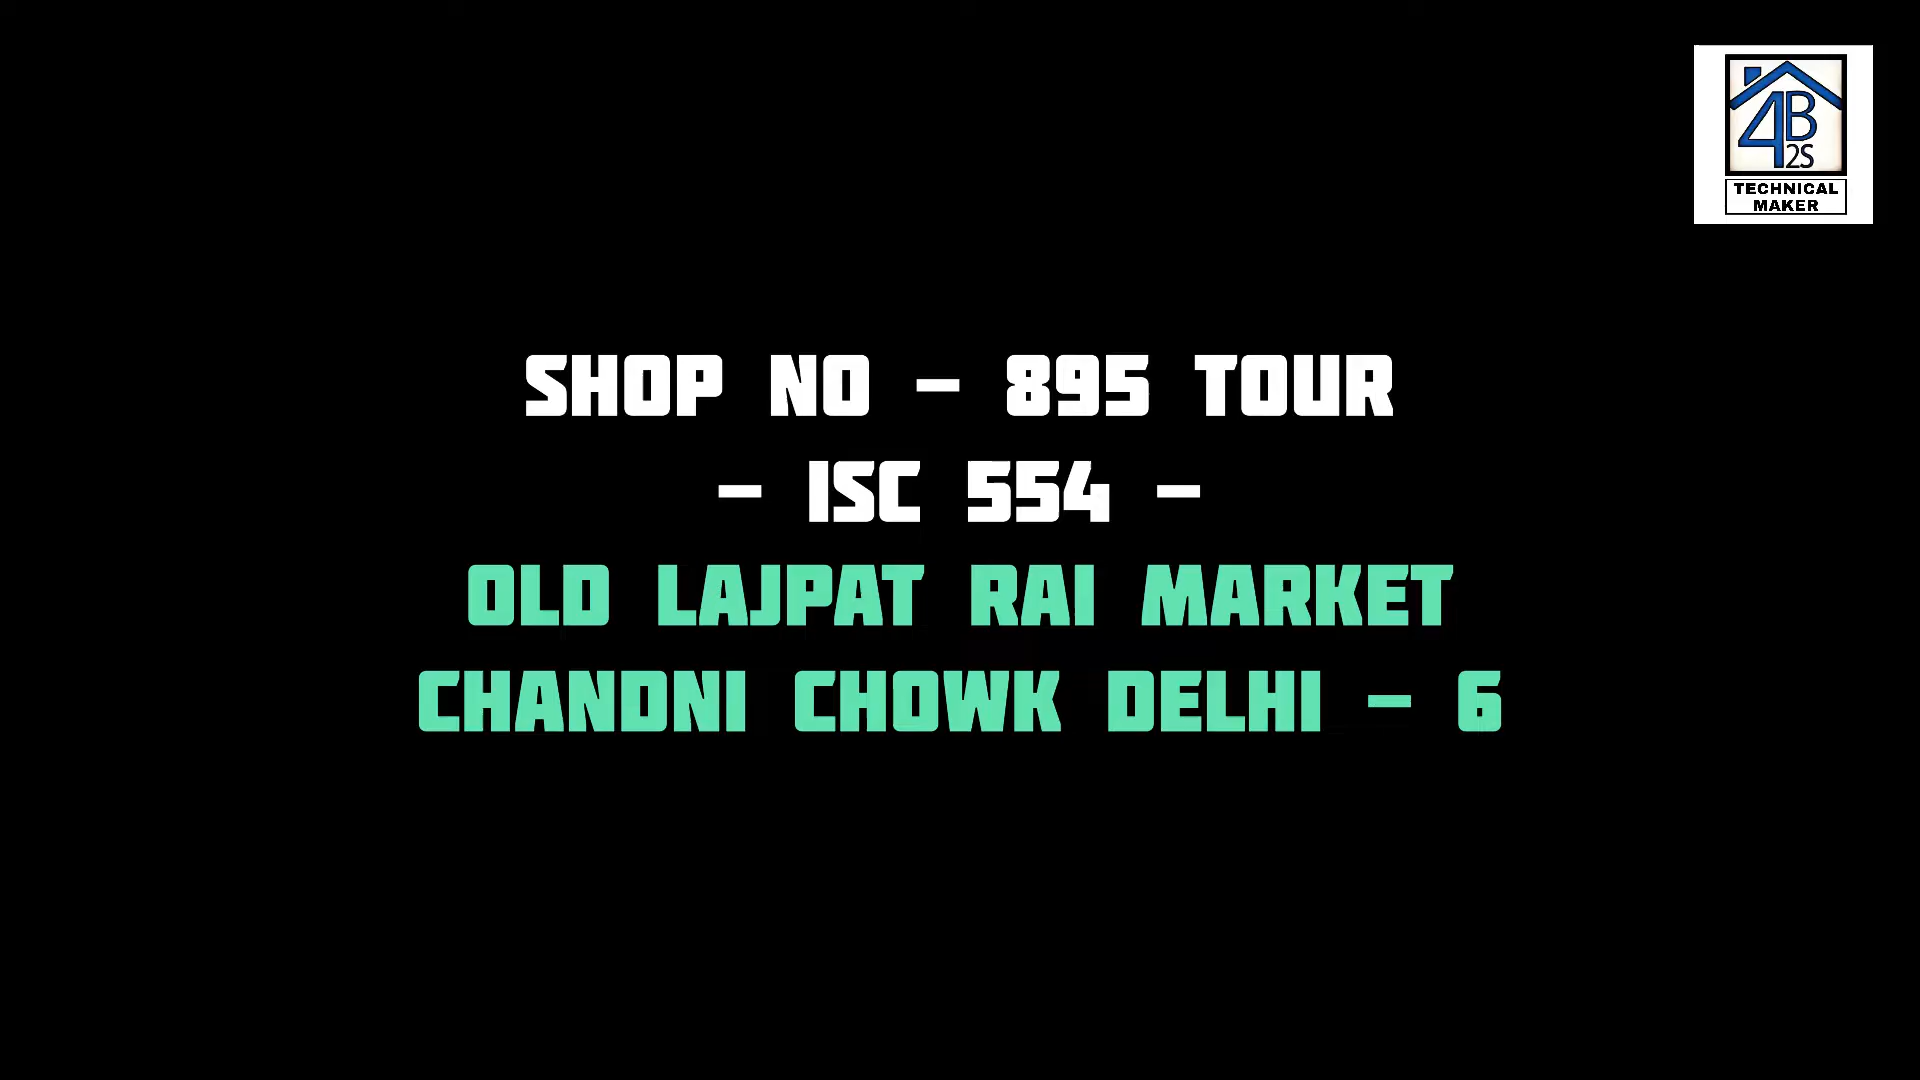 4B
2S
TECHNICAL
MAKER
SHOP NO - 895 TOUR
- ISC 554 -
OLD LAJPAT RAI MARKET
CHANDNI CHOWK DELHI - 6